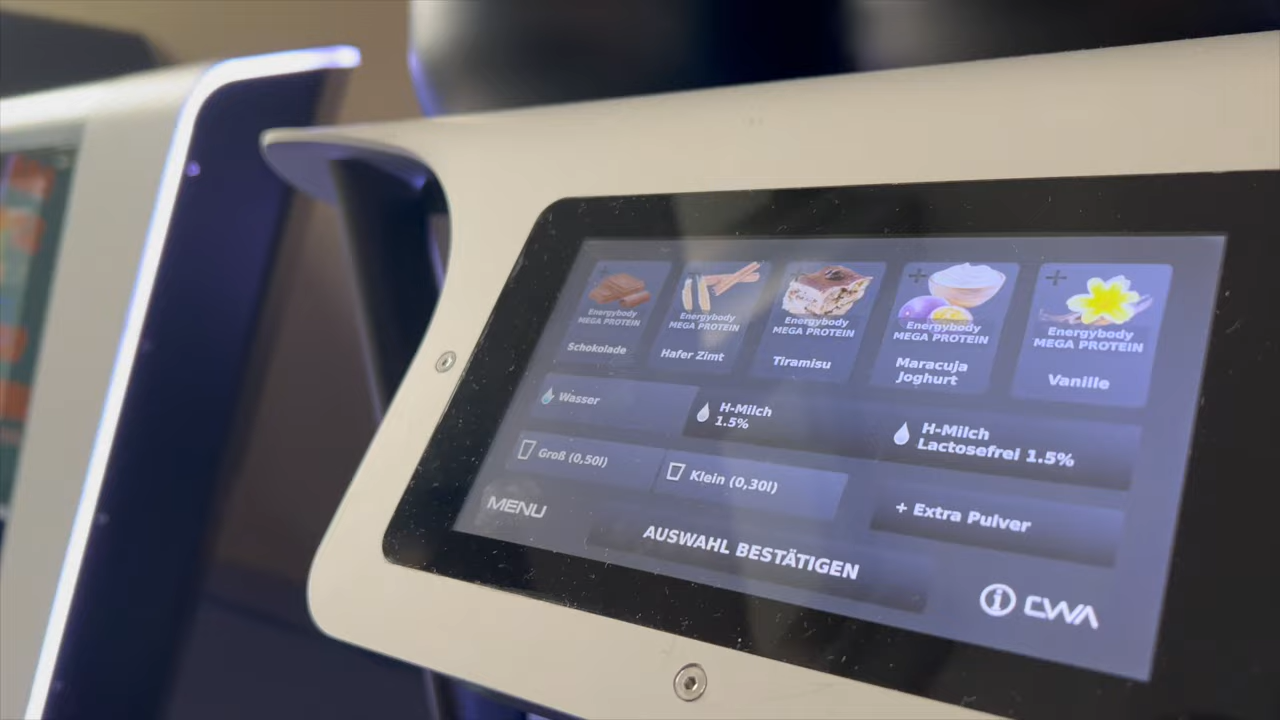 Energybody
MEGA PROTEIN
Schokolade
Energybody
MEGA PROTEIN
Hafer Zimt
Energybody
MEGA PROTEIN
Tiramisu
Energybody
MEGA PROTEIN
Maracuja
Joghurt
Energybody
MEGA PROTEIN
Vanille
Wasser
H-Milch
1.5%
H-Milch
Lactosefrei 1.5%
Groß (0,50l)
Klein (0,30l)
+ Extra Pulver
MENU
AUSWAHL BESTÄTIGEN
i CWA